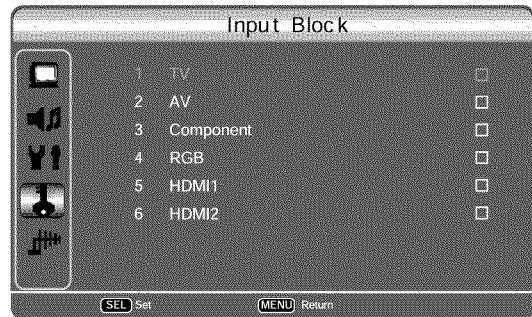 Input Block
1 TV
2 AV
3 Component
4 RGB
5 HDMI1
6 HDMI2
SEL Set MENU Return